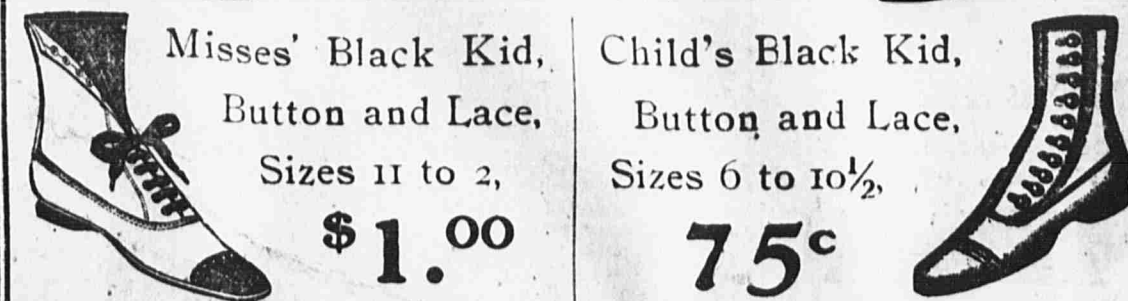 Misses' Black Kid,
Button and Lace,
Sizes 11 to 2,
$1.00
Child's Black Kid,
Button and Lace,
Sizes 6 to 10½,
75c